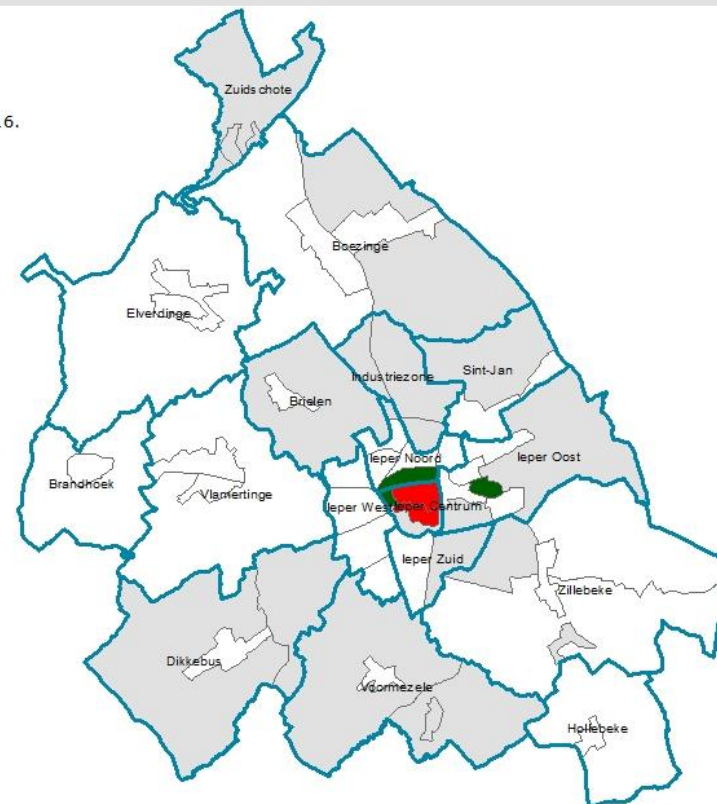 Zuidschote
6.
Boezinge
Elverdinge
Industriezone
Sint-Jan
Brielen
Ieper Noord
Ieper Oost
Brandhoek
Vlamertinge
Ieper West
Ieper Centrum
Ieper Zuid
Zillebeke
Dikkebus
Voormezele
Hollebeke